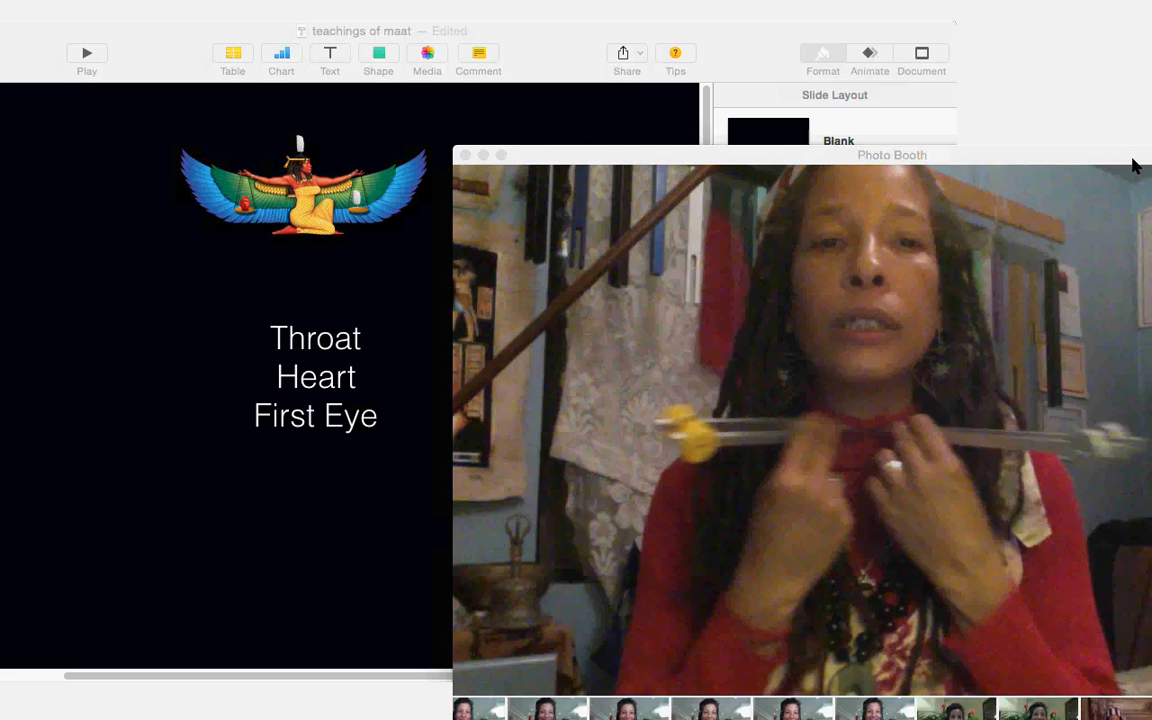 teachings of maat — Edited
Play
Table
Chart
Text
Shape
Media
Comment
Share
Tips
Format
Animate
Document
Slide Layout
Blank
Photo Booth
Throat
Heart
First Eye